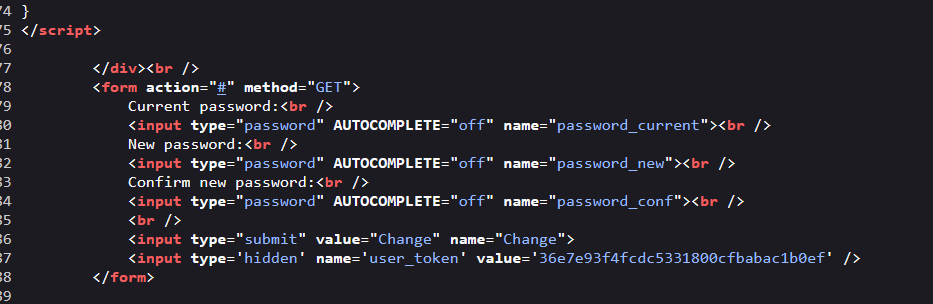 74 }
75 </script>
76
77 </div><br />
78 <form action="#" method="GET">
79 Current password:<br />
80 <input type="password" AUTOCOMPLETE="off" name="password_current"><br />
81 New password:<br />
82 <input type="password" AUTOCOMPLETE="off" name="password_new"><br />
83 Confirm new password:<br />
84 <input type="password" AUTOCOMPLETE="off" name="password_conf"><br />
85 <br />
86 <input type="submit" value="Change" name="Change">
87 <input type='hidden' name='user_token' value='36e7e93f4fcdc5331800cfbabac1b0ef' />
88 </form>
89